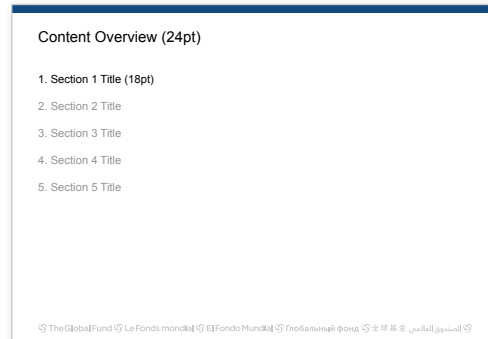 Content Overview (24pt)
1. Section 1 Title (18pt)
2. Section 2 Title
3. Section 3 Title
4. Section 4 Title
5. Section 5 Title
The Global Fund Le Fonds mondial El Fondo Mundial Глобальный фонд 全球基金 الصندوق العالمي